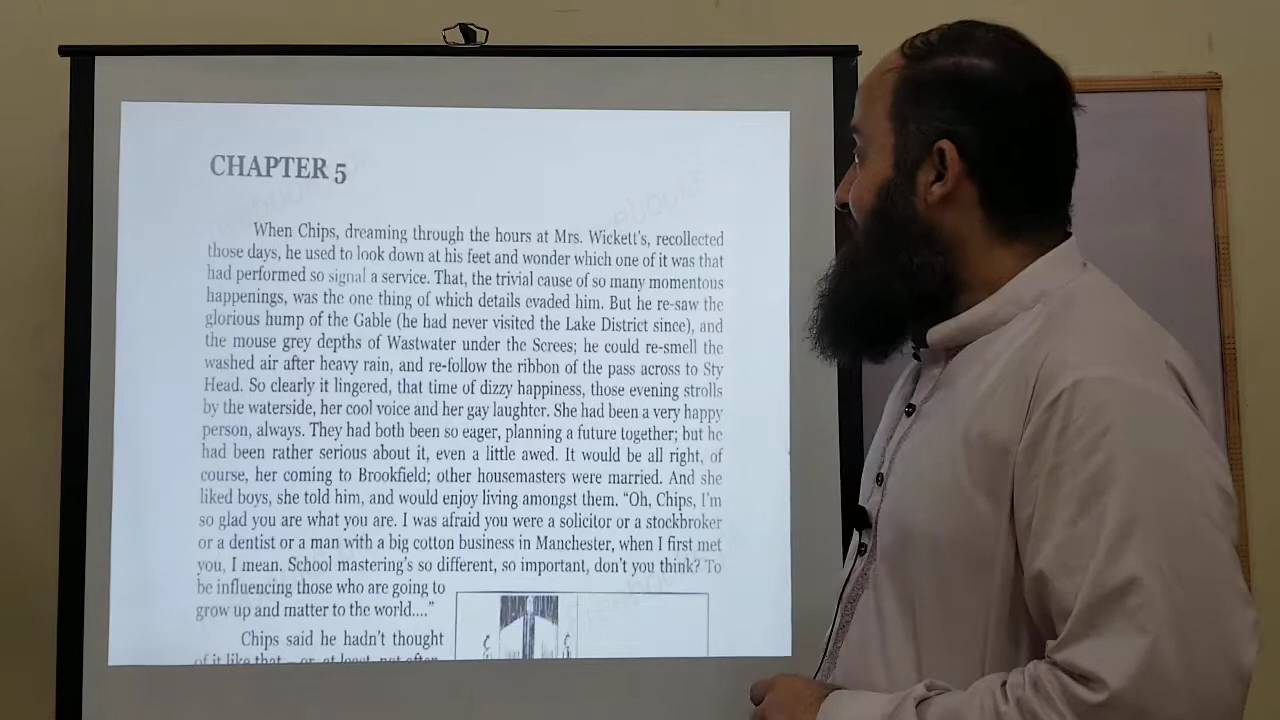 CHAPTER 5
When Chips, dreaming through the hours at Mrs. Wickett's, recollected
those days, he used to look down at his feet and wonder which one of it was that
had performed so signal a service. That, the trivial cause of so many momentous
happenings, was the one thing of which details evaded him. But he re-saw the
glorious hump of the Gable (he had never visited the Lake District since), and
the mouse grey depths of Wastwater under the Screes; he could re-smell the
washed air after heavy rain, and re-follow the ribbon of the pass across to Sty
Head. So clearly it lingered, that time of dizzy happiness, those evening strolls
by the waterside, her cool voice and her gay laughter. She had been a very happy
person, always. They had both been so eager, planning a future together; but he
had been rather serious about it, even a little awed. It would be all right, of
course, her coming to Brookfield; other housemasters were married. And she
liked boys, she told him, and would enjoy living amongst them. “Oh, Chips, I'm
so glad you are what you are. I was afraid you were a solicitor or a stockbroker
or a dentist or a man with a big cotton business in Manchester, when I first met
you, I mean. School mastering's so different, so important, don't you think? To
be influencing those who are going to
grow up and matter to the world....”
Chips said he hadn't thought
of it like that – or, at least, not often